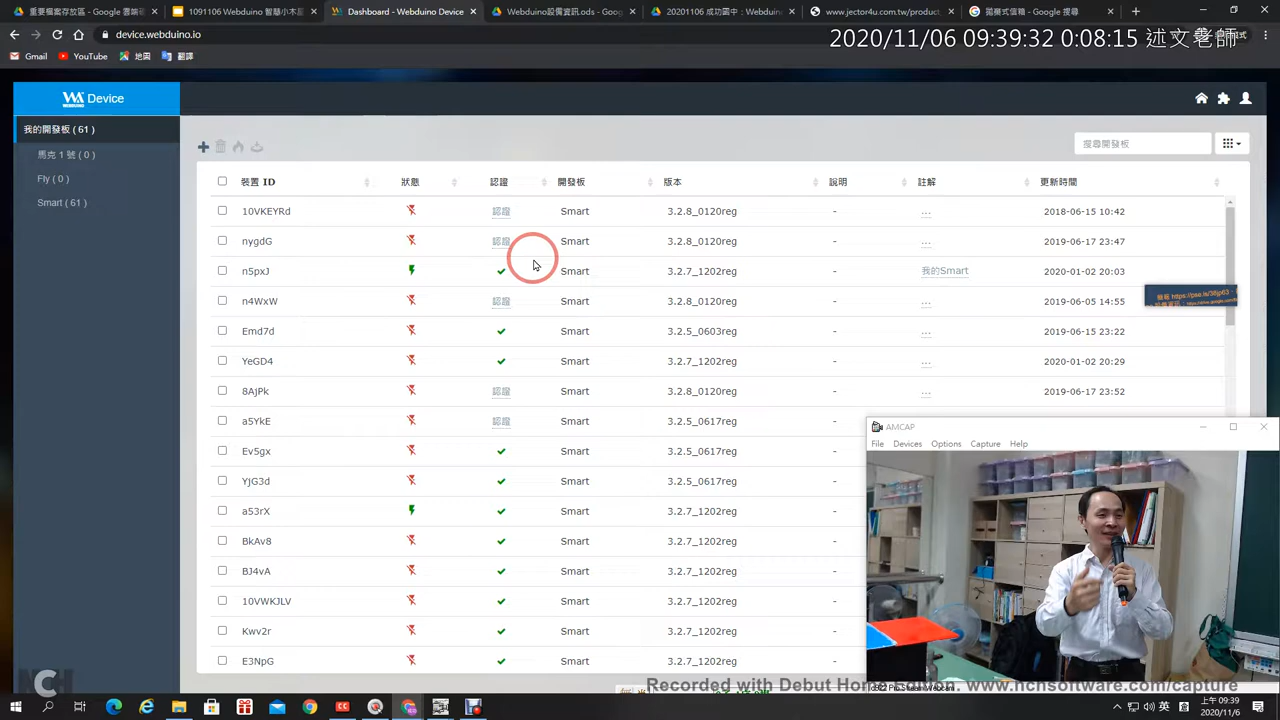 重要檔案存放區 - Google 雲端硬
1091106 Webduino 智慧小木屋
Dashboard - Webduino Device
Webduino設備資訊.ods - Google
20201106 成果集中 : Webduino
www.jectordia.com.tw/product
拋棄式信箱 - Google 搜尋
device.webduino.io
2020/11/06 09:39:32 0:08:15 述文老師
Gmail
YouTube
地圖
翻譯
WEBDUINO Device
我的開發板 ( 61 )
馬克 1 號 ( 0 )
Fly ( 0 )
Smart ( 61 )
搜尋開發板
裝置 ID 狀態 認證 開發板 版本 說明 註解 更新時間
10VKEYRd 認證 Smart 3.2.8_0120reg - ... 2018-06-15 10:42
nygdG 認證 Smart 3.2.8_0120reg - ... 2019-06-17 23:47
n5pxJ Smart 3.2.7_1202reg - 我的Smart 2020-01-02 20:03
n4WxW 認證 Smart 3.2.8_0120reg - ... 2019-06-05 14:55
Emd7d Smart 3.2.5_0603reg - ... 2019-06-15 23:22
YeGD4 Smart 3.2.7_1202reg - ... 2020-01-02 20:29
8AjPk 認證 Smart 3.2.8_0120reg - ... 2019-06-17 23:52
a5YkE 認證 Smart 3.2.5_0617reg -
Ev5gx Smart 3.2.5_0617reg -
YjG3d Smart 3.2.5_0617reg -
a53rX Smart 3.2.7_1202reg -
BkAv8 Smart 3.2.7_1202reg -
BJ4vA Smart 3.2.7_1202reg -
10VWKJLV Smart 3.2.7_1202reg -
Kwv2r Smart 3.2.7_1202reg -
E3NpG Smart 3.2.7_1202reg -
AMCAP
File Devices Options Capture Help
NCH
Recorded with Debut Home www.nchsoftware.com/capture
英
上午 09:39
2020/11/6